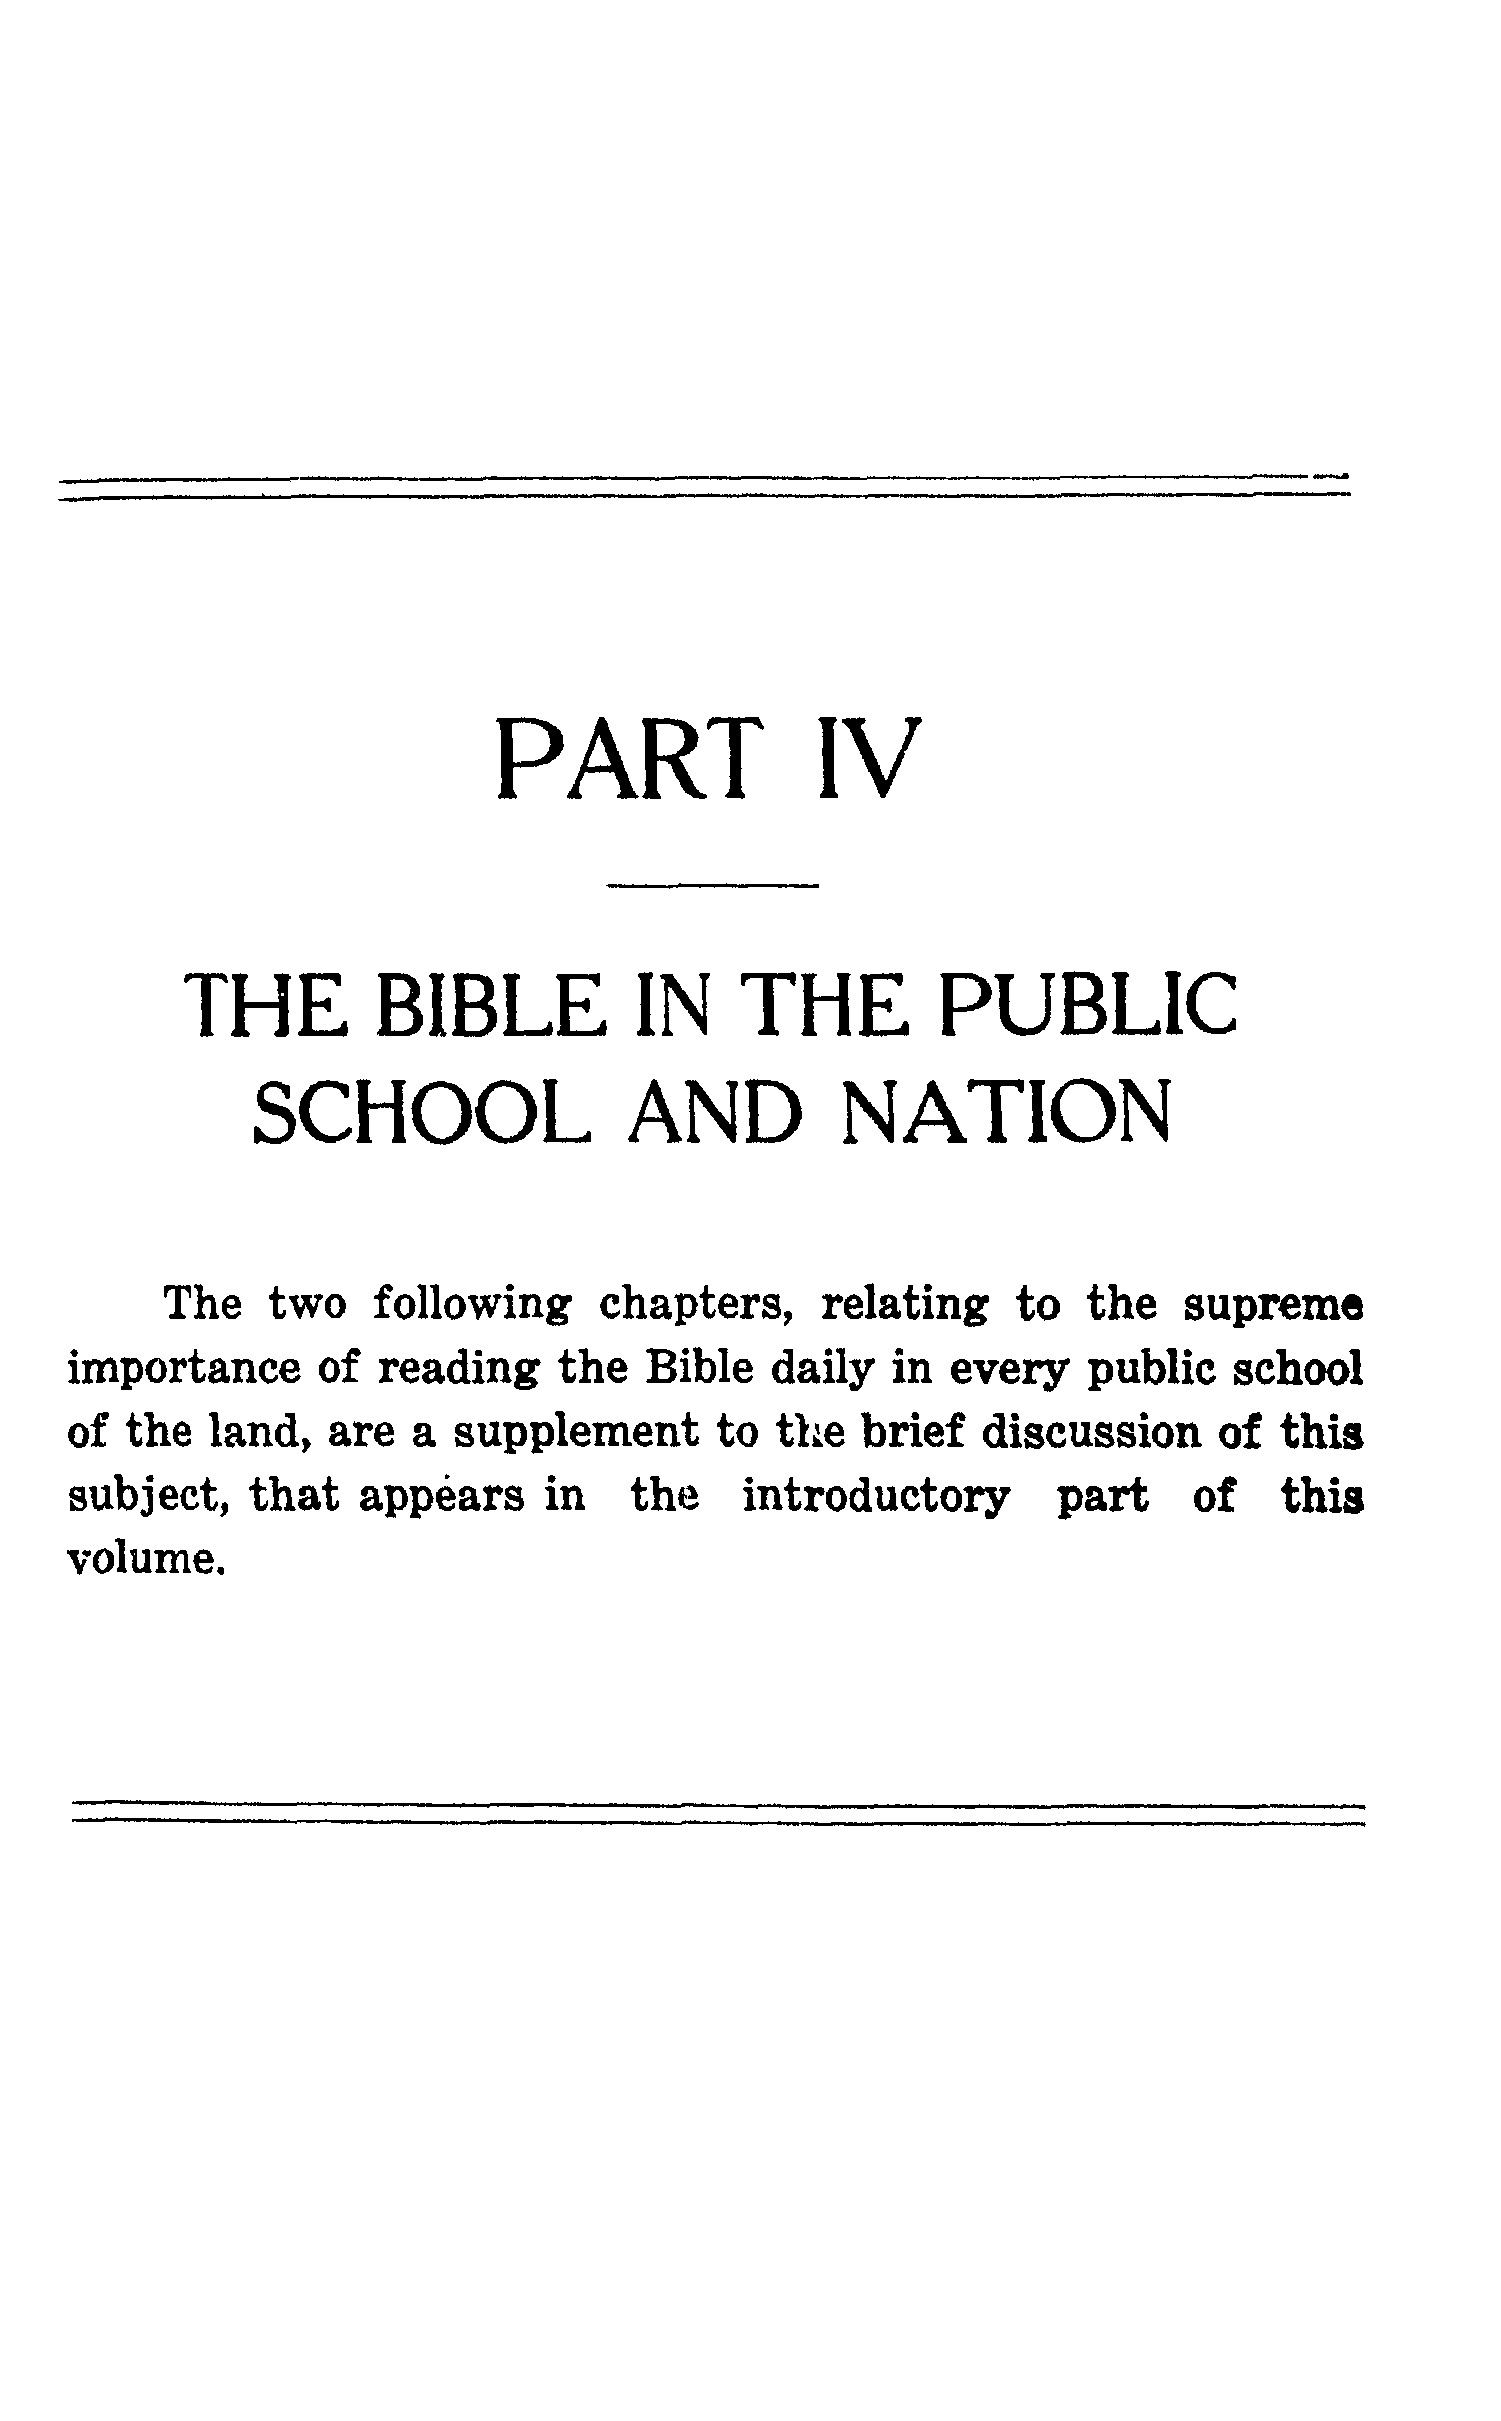 PART IV
THE BIBLE IN THE PUBLIC
SCHOOL AND NATION
The two following chapters, relating to the supreme
importance of reading the Bible daily in every public school
of the land, are a supplement to the brief discussion of this
subject, that appears in the introductory part of this
volume.